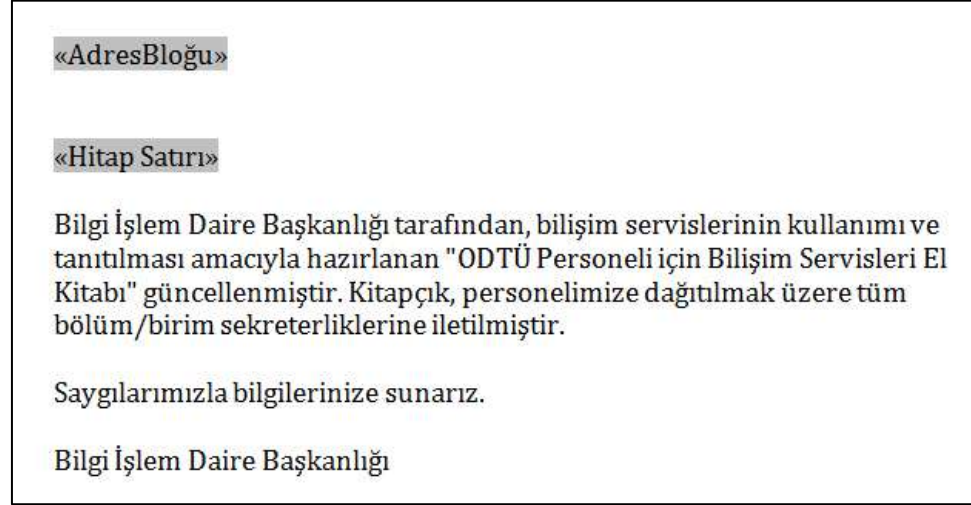 «AdresBloğu»
«Hitap Satırı»
Bilgi İşlem Daire Başkanlığı tarafından, bilişim servislerinin kullanımı ve
tanıtılması amacıyla hazırlanan "ODTÜ Personeli için Bilişim Servisleri El
Kitabı" güncellenmiştir. Kitapçık, personelimize dağıtılmak üzere tüm
bölüm/birim sekreterliklerine iletilmiştir.
Saygılarımızla bilgilerinize sunarız.
Bilgi İşlem Daire Başkanlığı